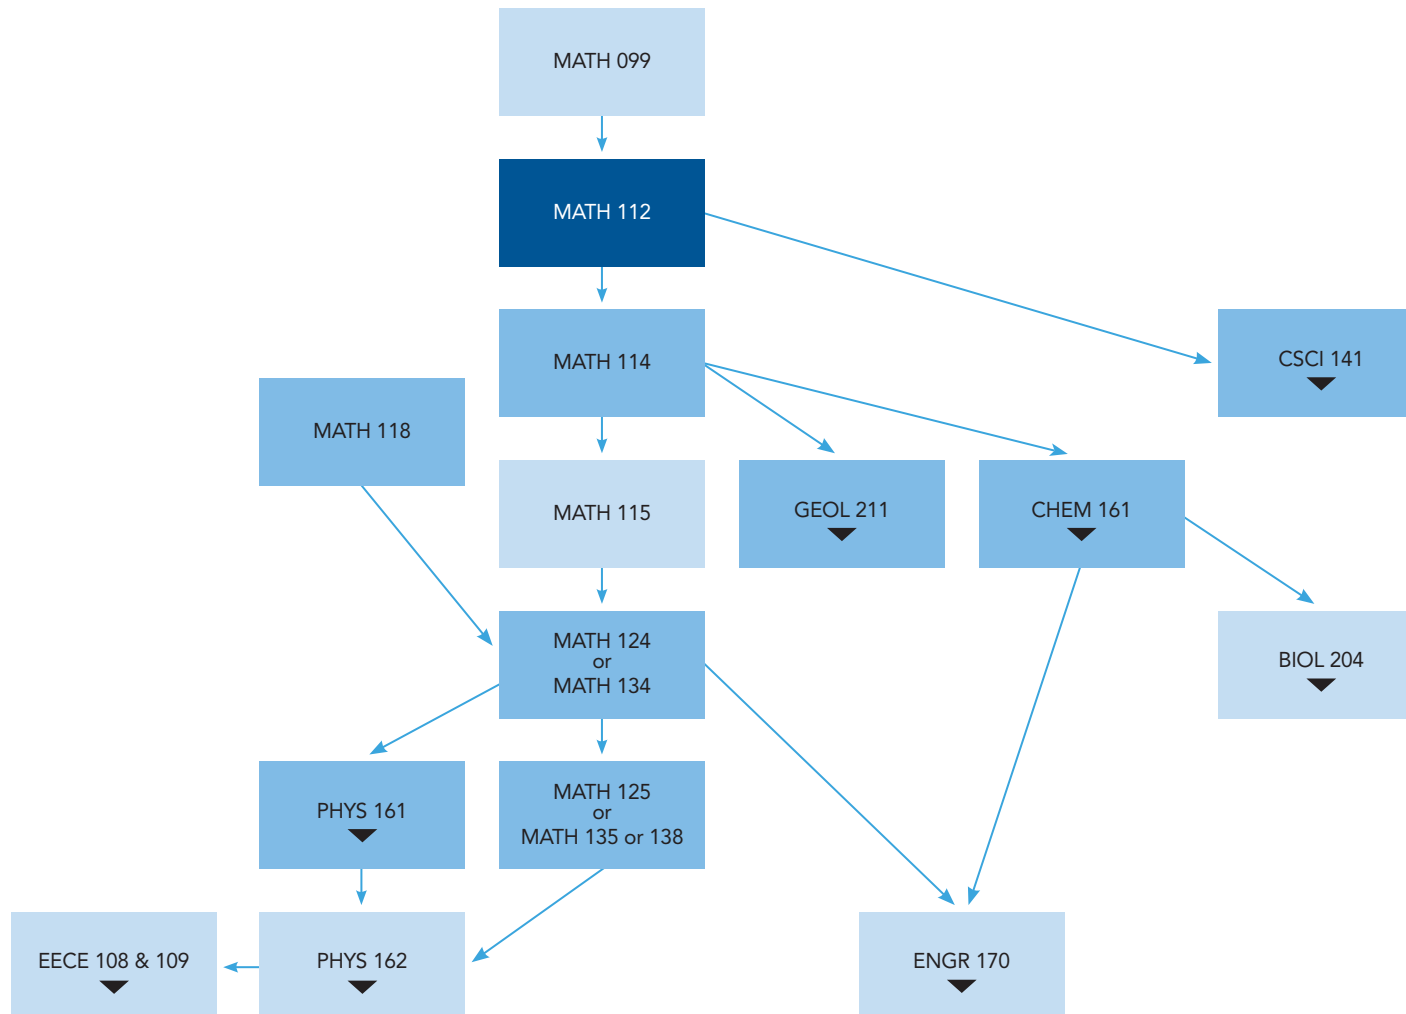 MATH 099
MATH 112
MATH 114
CSCI 141
MATH 118
MATH 115
GEOL 211
CHEM 161
MATH 124
or
MATH 134
BIOL 204
PHYS 161
MATH 125
or
MATH 135 or 138
EECE 108 & 109
PHYS 162
ENGR 170